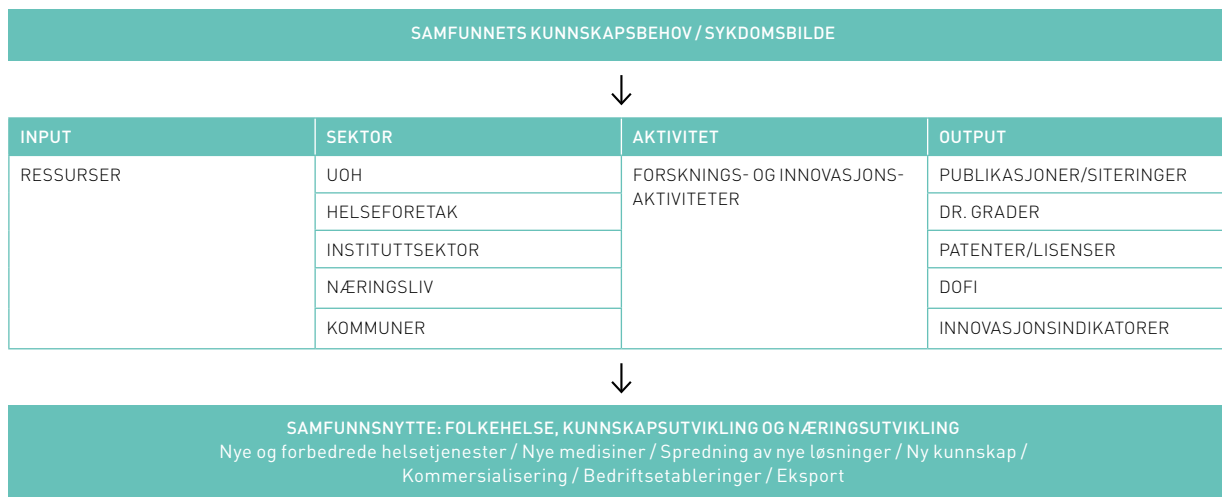 SAMFUNNETS KUNNSKAPSBEHOV / SYKDOMSBILDE
INPUT
SEKTOR
AKTIVITET
OUTPUT
RESSURSER
UOH
HELSEFORETAK
INSTITUTTSEKTOR
NÆRINGSLIV
KOMMUNER
FORSKNINGS- OG INNOVASJONS-
AKTIVITETER
PUBLIKASJONER/SITERINGER
DR. GRADER
PATENTER/LISENSER
DOFI
INNOVASJONSINDIKATORER
SAMFUNNSNYTTE: FOLKEHELSE, KUNNSKAPSUTVIKLING OG NÆRINGSUTVIKLING
Nye og forbedrede helsetjenester / Nye medisiner / Spredning av nye løsninger / Ny kunnskap /
Kommersialisering / Bedriftsetableringer / Eksport